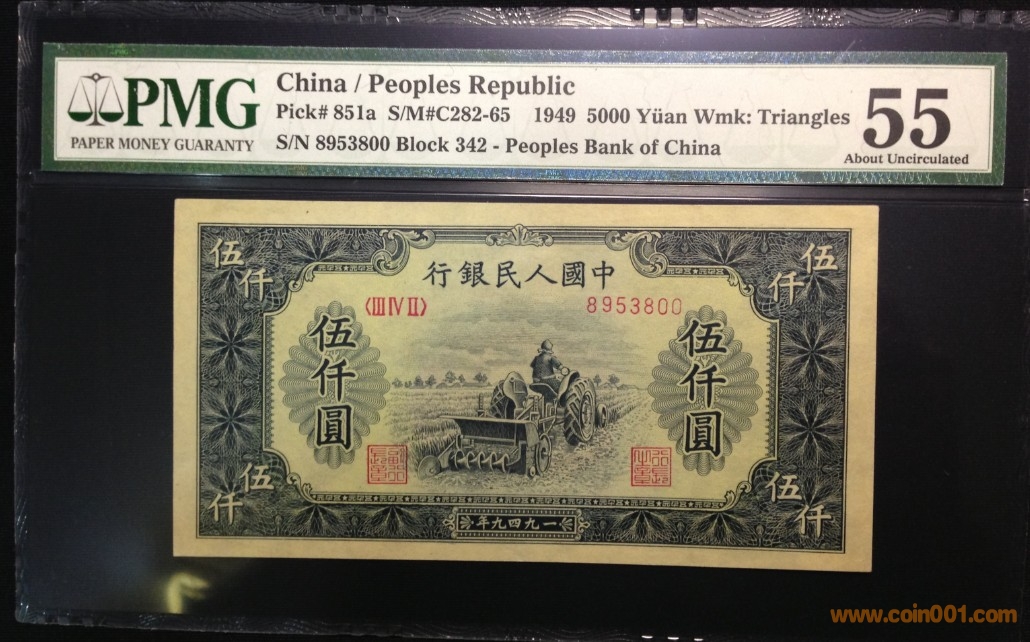 PMG
PAPER MONEY GUARANTY
China / Peoples Republic
Pick# 851a S/M#C282-65 1949 5000 Yüan Wmk: Triangles
S/N 8953800 Block 342 - Peoples Bank of China
55
About Uncirculated
伍仟
伍仟
行銀民人國中
〈III IV II〉
8953800
伍仟圓
伍仟圓
伍仟
伍仟
年九四九一
www.coin001.com